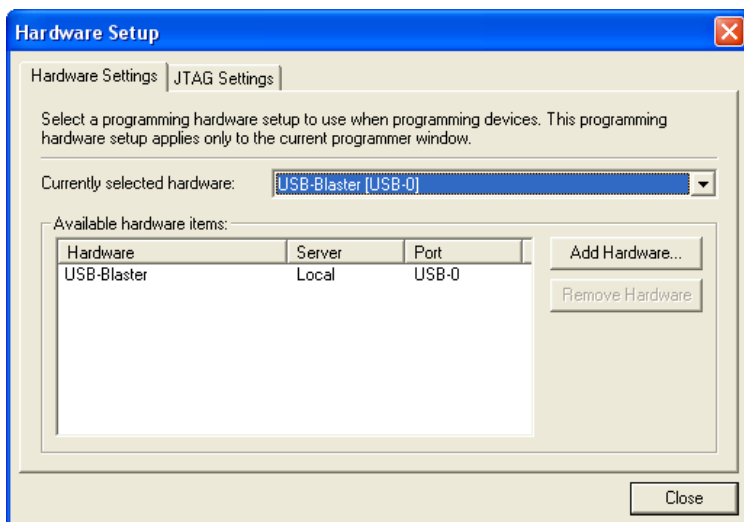 Hardware Setup
Hardware Settings JTAG Settings
Select a programming hardware setup to use when programming devices. This programming
hardware setup applies only to the current programmer window.
Currently selected hardware: USB-Blaster [USB-0]
Available hardware items:
Hardware Server Port
USB-Blaster Local USB-0
Add Hardware...
Remove Hardware
Close